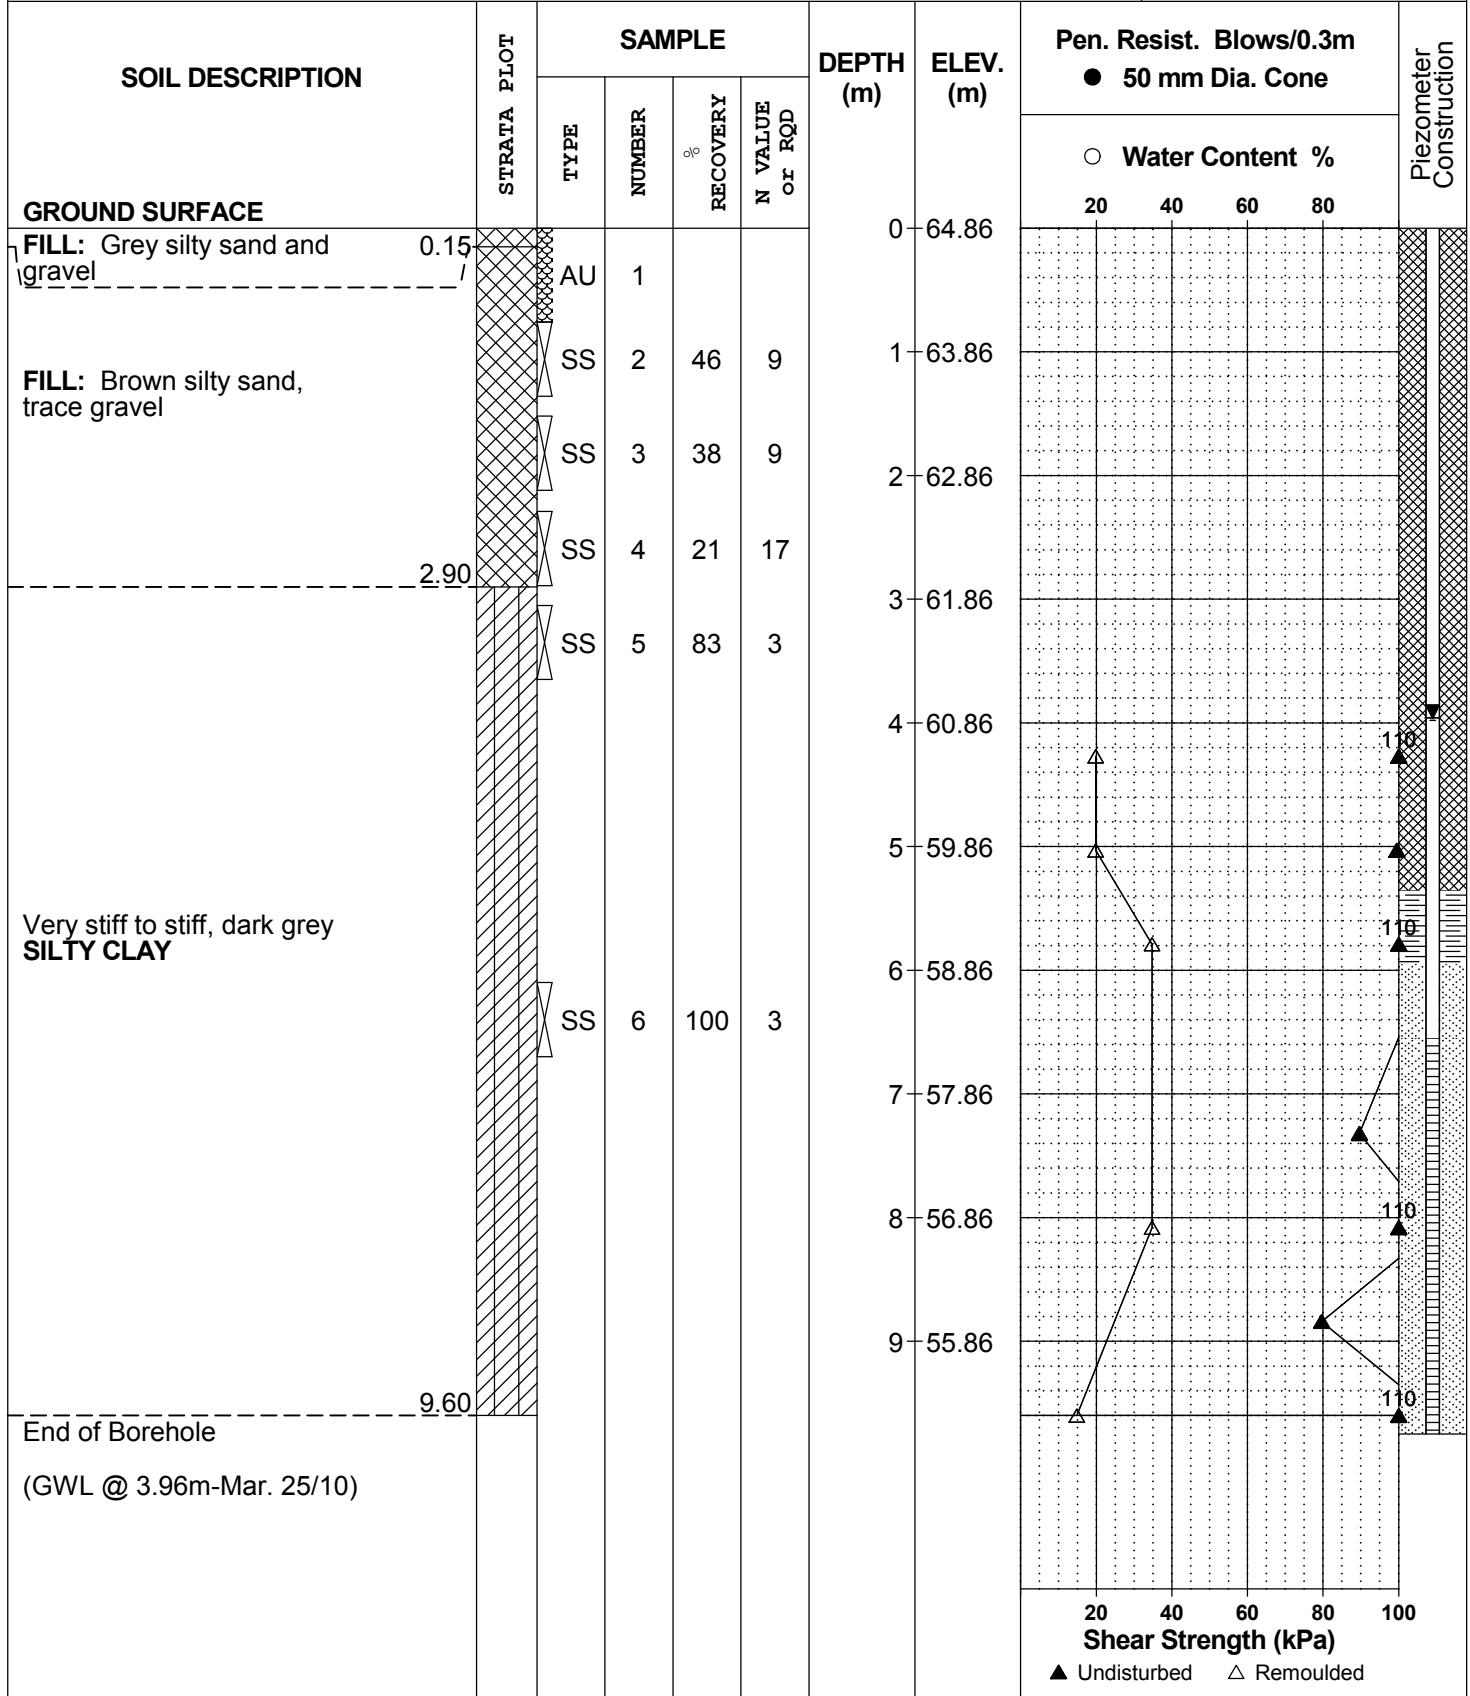 SOIL DESCRIPTION
GROUND SURFACE
STRATA PLOT
SAMPLE
TYPE
NUMBER
%
RECOVERY
N VALUE
or RQD
DEPTH
(m)
ELEV.
(m)
Pen. Resist. Blows/0.3m
● 50 mm Dia. Cone
○ Water Content %
20 40 60 80
Piezometer
Construction
FILL: Grey silty sand and
gravel
0.15
FILL: Brown silty sand,
trace gravel
2.90
Very stiff to stiff, dark grey
SILTY CLAY
9.60
End of Borehole
(GWL @ 3.96m-Mar. 25/10)
AU 1
SS 2 46 9
SS 3 38 9
SS 4 21 17
SS 5 83 3
SS 6 100 3
0 64.86
1 63.86
2 62.86
3 61.86
4 60.86
5 59.86
6 58.86
7 57.86
8 56.86
9 55.86
110
110
110
110
20 40 60 80 100
Shear Strength (kPa)
▲ Undisturbed △ Remoulded